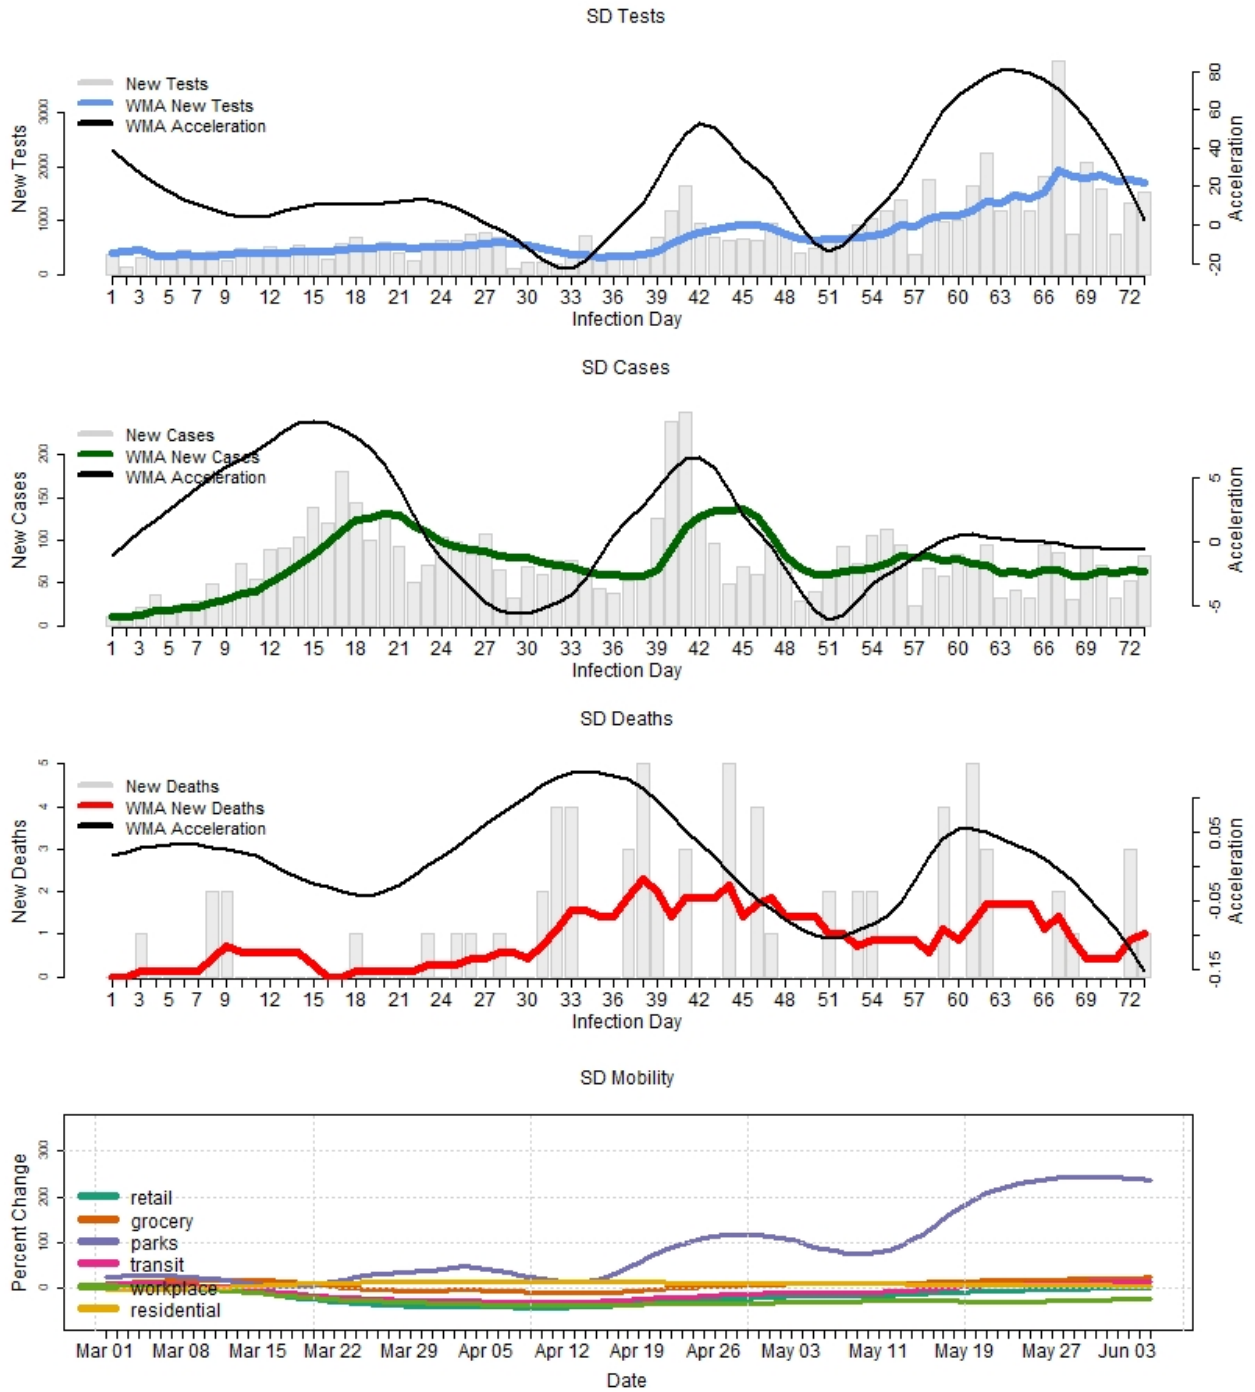 SD Tests
New Tests
WMA New Tests
WMA Acceleration
New Tests
0 1000 2000 3000
-20 0 20 40 60 80
Acceleration
1 3 5 7 9 12 15 18 21 24 27 30 33 36 39 42 45 48 51 54 57 60 63 66 69 72
Infection Day
SD Cases
New Cases
WMA New Cases
WMA Acceleration
New Cases
0 50 100 150 200
-5 0 5
Acceleration
1 3 5 7 9 12 15 18 21 24 27 30 33 36 39 42 45 48 51 54 57 60 63 66 69 72
Infection Day
SD Deaths
New Deaths
WMA New Deaths
WMA Acceleration
New Deaths
0 1 2 3 4 5
-0.15 -0.05 0.05
Acceleration
1 3 5 7 9 12 15 18 21 24 27 30 33 36 39 42 45 48 51 54 57 60 63 66 69 72
Infection Day
SD Mobility
retail
grocery
parks
transit
workplace
residential
Percent Change
0 100 200 300
Mar 01 Mar 08 Mar 15 Mar 22 Mar 29 Apr 05 Apr 12 Apr 19 Apr 26 May 03 May 11 May 19 May 27 Jun 03
Date